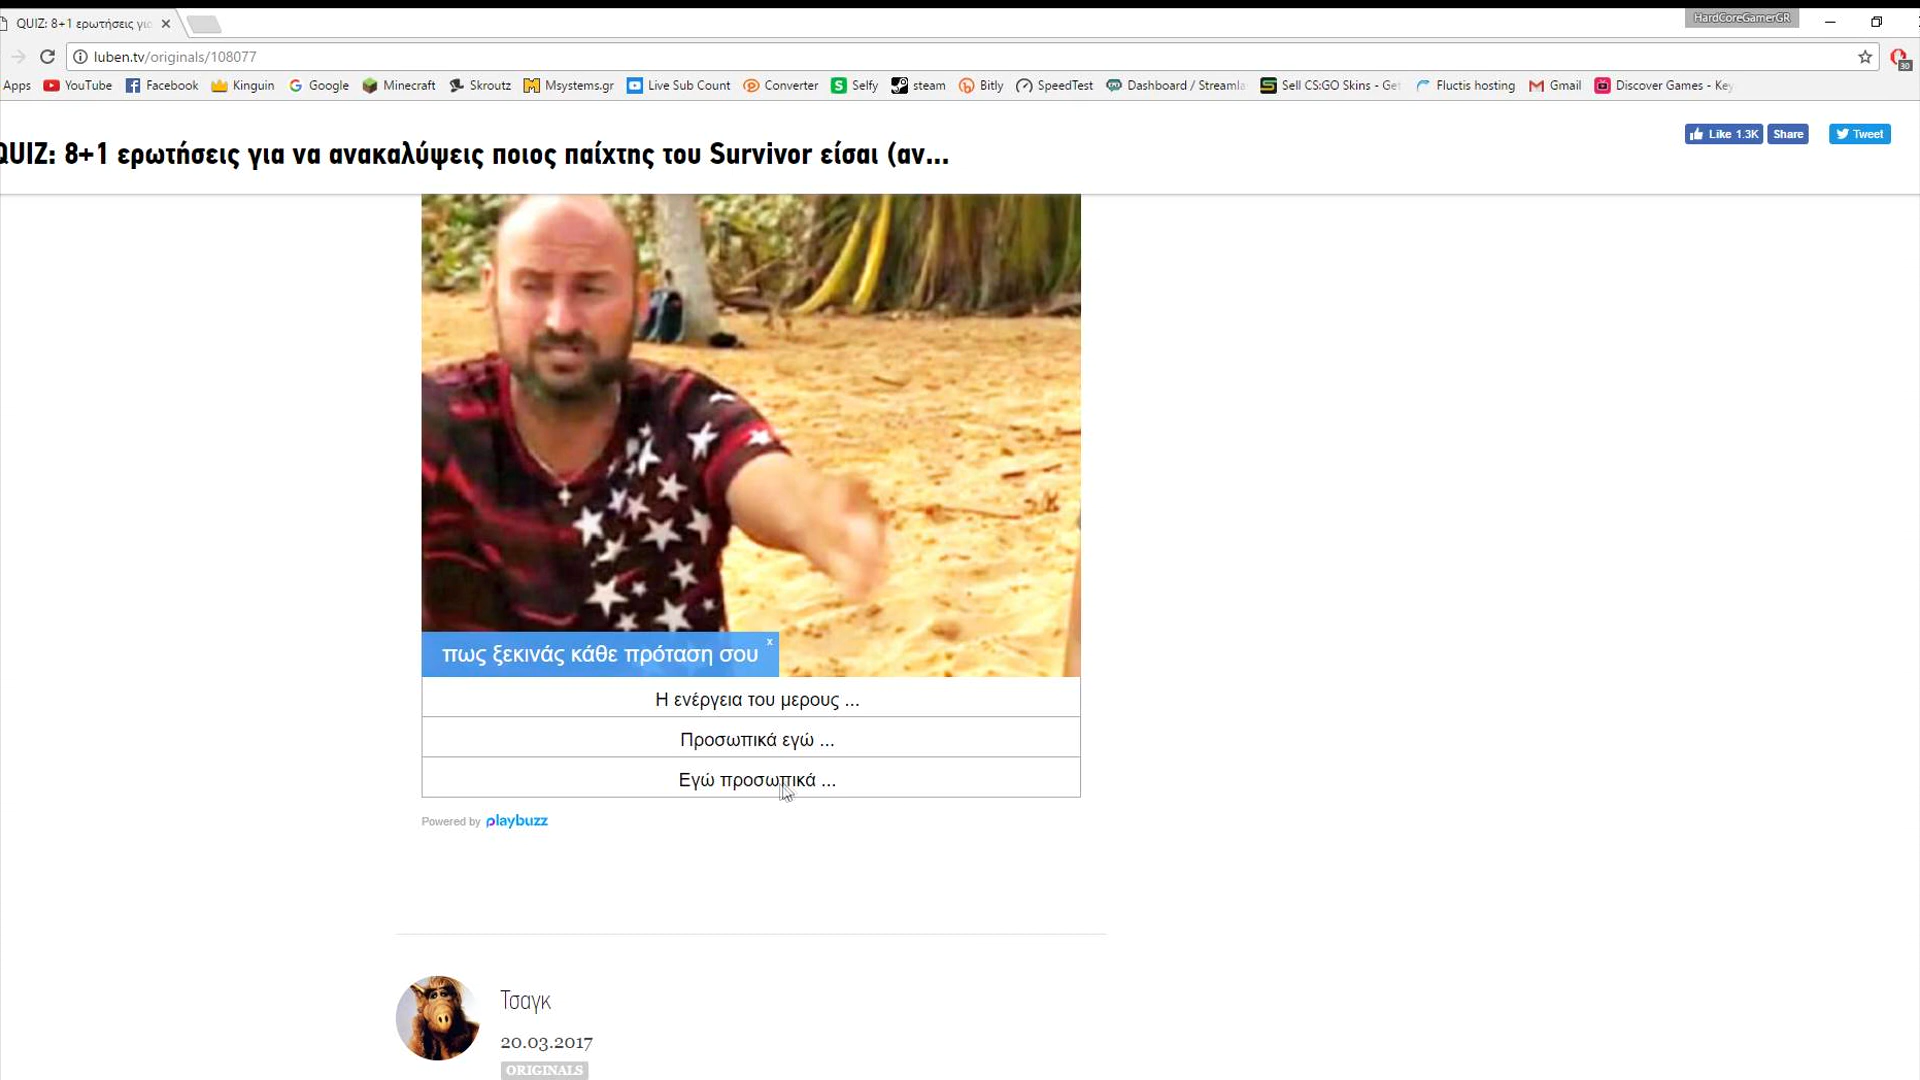 QUIZ: 8+1 ερωτήσεις γι
HardCoreGamerGR
luben.tv/originals/108077
30
Apps YouTube Facebook Kinguin Google Minecraft Skroutz Msystems.gr Live Sub Count Converter Selfy steam Bitly SpeedTest Dashboard / Streamla Sell CS:GO Skins - Ge Fluctis hosting Gmail Discover Games - Key
QUIZ: 8+1 ερωτήσεις για να ανακαλύψεις ποιος παίχτης του Survivor είσαι (αν...
Like 1.3K Share Tweet
πως ξεκινάς κάθε πρόταση σου x
Η ενέργεια του μερους ...
Προσωπικά εγώ ...
Εγώ προσωπικά ...
Powered by playbuzz
Τσαγκ
20.03.2017
ORIGINALS